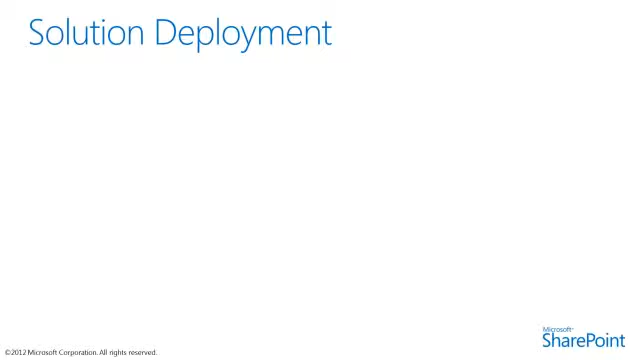 Solution Deployment
Microsoft®
SharePoint
©2012 Microsoft Corporation. All rights reserved.